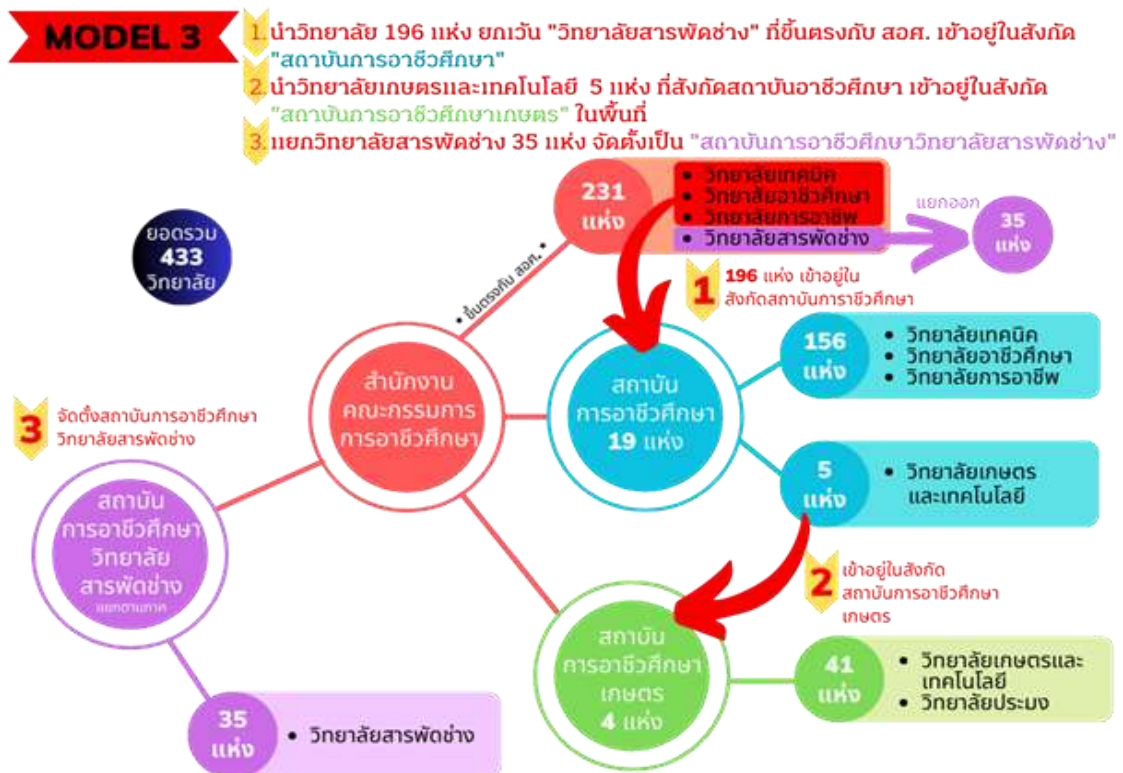 MODEL 3
1. นำวิทยาลัย 196 แห่ง ยกเว้น "วิทยาลัยสารพัดช่าง" ที่ขึ้นตรงกับ สอศ. เข้าอยู่ในสังกัด
"สถาบันการอาชีวศึกษา"
2. นำวิทยาลัยเกษตรและเทคโนโลยี 5 แห่ง ที่สังกัดสถาบันอาชีวศึกษา เข้าอยู่ในสังกัด
"สถาบันการอาชีวศึกษาเกษตร" ในพื้นที่
3. แยกวิทยาลัยสารพัดช่าง 35 แห่ง จัดตั้งเป็น "สถาบันการอาชีวศึกษาวิทยาลัยสารพัดช่าง"
231
แห่ง
• วิทยาลัยเทคนิค
• วิทยาลัยอาชีวศึกษา
• วิทยาลัยการอาชีพ
• วิทยาลัยสารพัดช่าง
แยกออก
35
แห่ง
ยอดรวม
433
วิทยาลัย
• ขึ้นตรงกับ สอศ. •
1
196 แห่ง เข้าอยู่ใน
สังกัดสถาบันการาชีวศึกษา
สำนักงาน
คณะกรรมการ
การอาชีวศึกษา
สถาบัน
การอาชีวศึกษา
19 แห่ง
156
แห่ง
• วิทยาลัยเทคนิค
• วิทยาลัยอาชีวศึกษา
• วิทยาลัยการอาชีพ
5
แห่ง
• วิทยาลัยเกษตร
และเทคโนโลยี
3
จัดตั้งสถาบันการอาชีวศึกษา
วิทยาลัยสารพัดช่าง
สถาบัน
การอาชีวศึกษา
วิทยาลัย
สารพัดช่าง
แยกตามภาค
2
เข้าอยู่ในสังกัด
สถาบันการอาชีวศึกษา
เกษตร
สถาบัน
การอาชีวศึกษา
เกษตร
4 แห่ง
41
แห่ง
• วิทยาลัยเกษตรและ
เทคโนโลยี
• วิทยาลัยประมง
35
แห่ง
• วิทยาลัยสารพัดช่าง